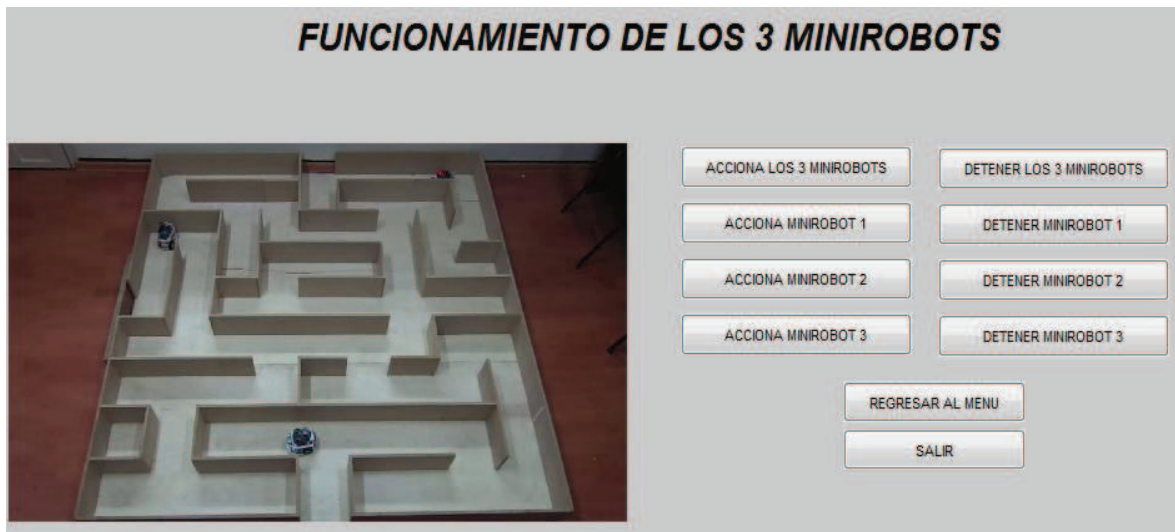 FUNCIONAMIENTO DE LOS 3 MINIROBOTS
ACCIONA LOS 3 MINIROBOTS
DETENER LOS 3 MINIROBOTS
ACCIONA MINIROBOT 1
DETENER MINIROBOT 1
ACCIONA MINIROBOT 2
DETENER MINIROBOT 2
ACCIONA MINIROBOT 3
DETENER MINIROBOT 3
REGRESAR AL MENU
SALIR